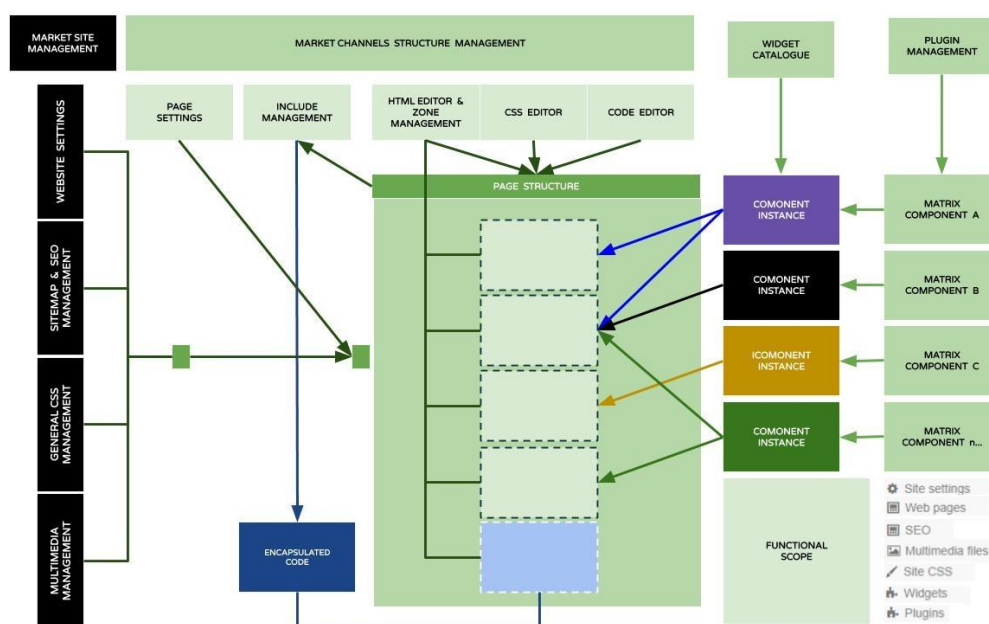 MARKET SITE
MANAGEMENT
MARKET CHANNELS STRUCTURE MANAGEMENT
WIDGET
CATALOGUE
PLUGIN
MANAGEMENT
WEBSITE SETTINGS
SITEMAP & SEO
MANAGEMENT
GENERAL CSS
MANAGEMENT
MULTIMEDIA
MANAGEMENT
PAGE
SETTINGS
INCLUDE
MANAGEMENT
HTML EDITOR &
ZONE
MANAGEMENT
CSS EDITOR
CODE EDITOR
PAGE STRUCTURE
COMONENT
INSTANCE
MATRIX
COMPONENT A
COMONENT
INSTANCE
MATRIX
COMPONENT B
ICOMONENT
INSTANCE
MATRIX
COMPONENT C
COMONENT
INSTANCE
MATRIX
COMPONENT n...
ENCAPSULATED
CODE
FUNCTIONAL
SCOPE
Site settings
Web pages
SEO
Multimedia files
Site CSS
Widgets
Plugins